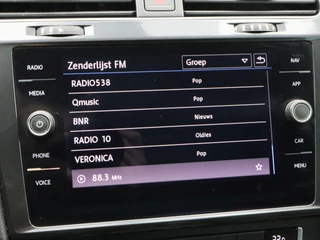 Zenderlijst FM Groep
RADIO538 Pop
Qmusic Pop
BNR Nieuws
RADIO 10 Oldies
VERONICA Pop
88.3 MHz
RADIO
MEDIA
PHONE
VOICE
NAV
APP
CAR
MENU